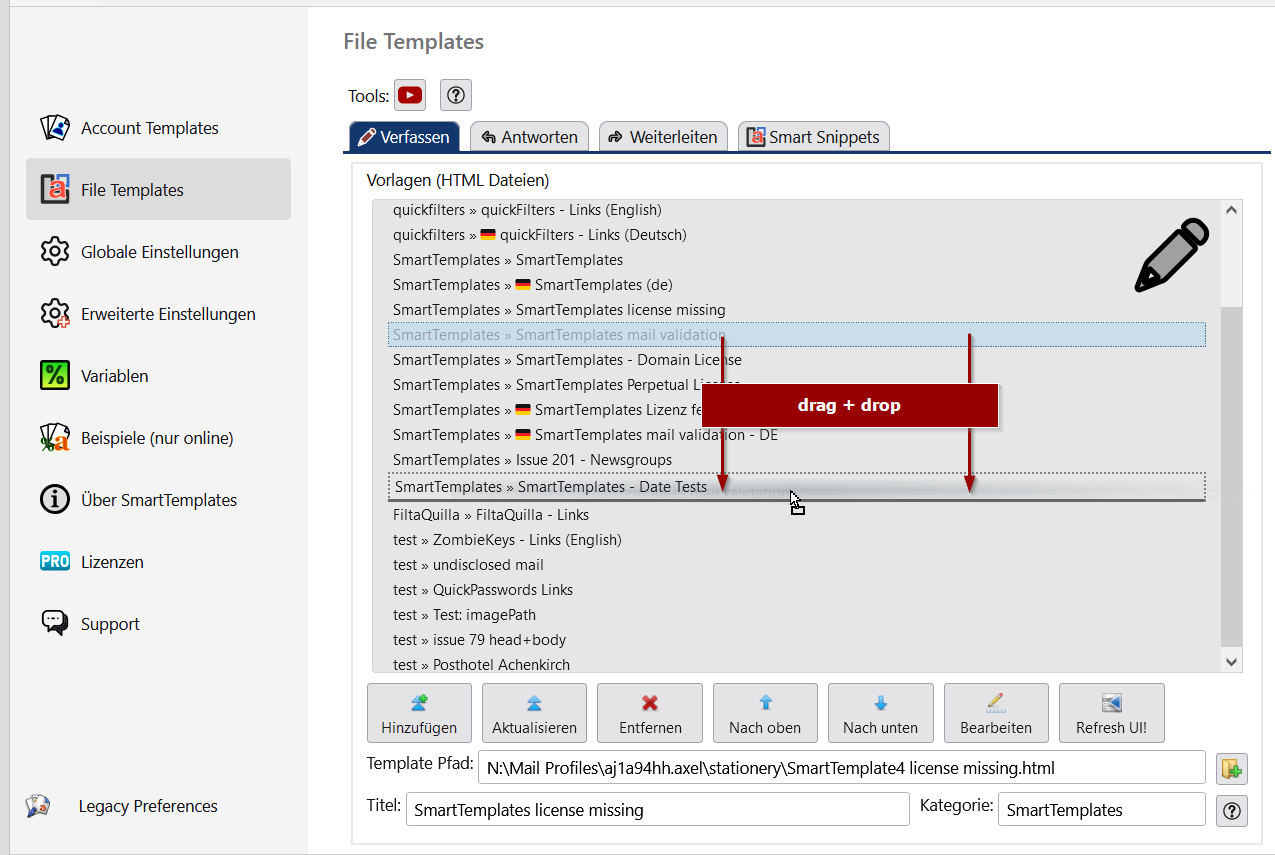 File Templates
Tools:
Account Templates
File Templates
Globale Einstellungen
Erweiterte Einstellungen
Variablen
Beispiele (nur online)
Über SmartTemplates
PRO Lizenzen
Support
Legacy Preferences
Verfassen Antworten Weiterleiten Smart Snippets
Vorlagen (HTML Dateien)
quickfilters » quickFilters - Links (English)
quickfilters » quickFilters - Links (Deutsch)
SmartTemplates » SmartTemplates
SmartTemplates » SmartTemplates (de)
SmartTemplates » SmartTemplates license missing
SmartTemplates » SmartTemplates mail validation
SmartTemplates » SmartTemplates - Domain License
SmartTemplates » SmartTemplates Perpetual
drag + drop
SmartTemplates » SmartTemplates Lizenz
SmartTemplates » SmartTemplates mail validation - DE
SmartTemplates » Issue 201 - Newsgroups
SmartTemplates » SmartTemplates - Date Tests
FiltaQuilla » FiltaQuilla - Links
test » ZombieKeys - Links (English)
test » undisclosed mail
test » QuickPasswords Links
test » Test: imagePath
test » issue 79 head+body
test » Posthotel Achenkirch
Hinzufügen Aktualisieren Entfernen Nach oben Nach unten Bearbeiten Refresh UI!
Template Pfad: N:\Mail Profiles\aj1a94hh.axel\stationery\SmartTemplate4 license missing.html
Titel: SmartTemplates license missing Kategorie: SmartTemplates